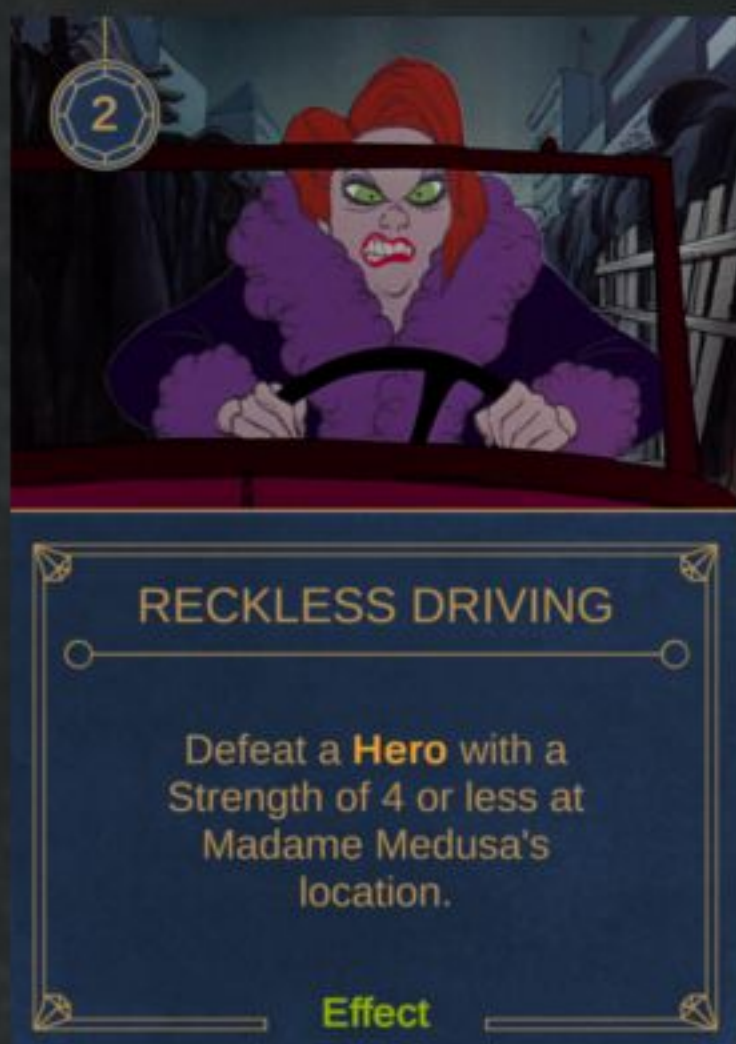 2
RECKLESS DRIVING
Defeat a Hero with a
Strength of 4 or less at
Madame Medusa's
location.
Effect